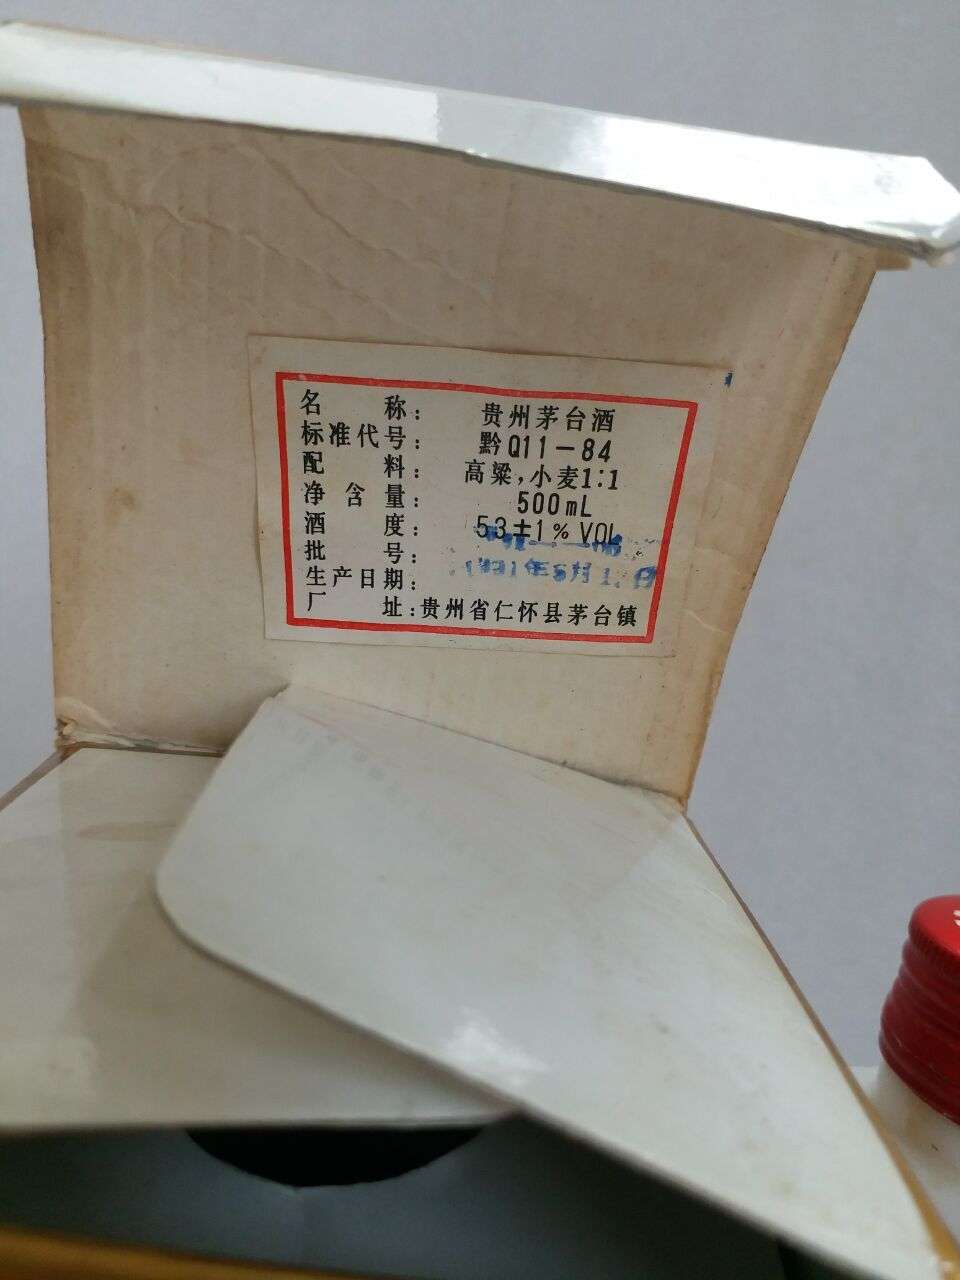 名称：贵州茅台酒
标准代号：黔Q11－84
配料：高粱,小麦1:1
净含量：500mL
酒度：53±1%VOL
批号：
生产日期：
厂址：贵州省仁怀县茅台镇